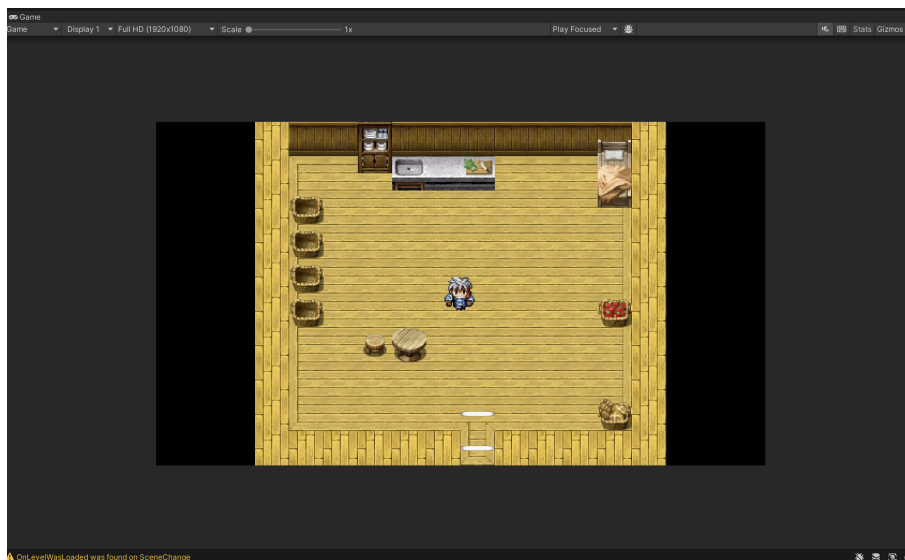 Game
Game Display 1 Full HD (1920x1080) Scale 1x Play Focused Stats Gizmos
OnLevelWasLoaded was found on SceneChange